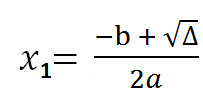 x₁= (−b + √Δ) / 2a